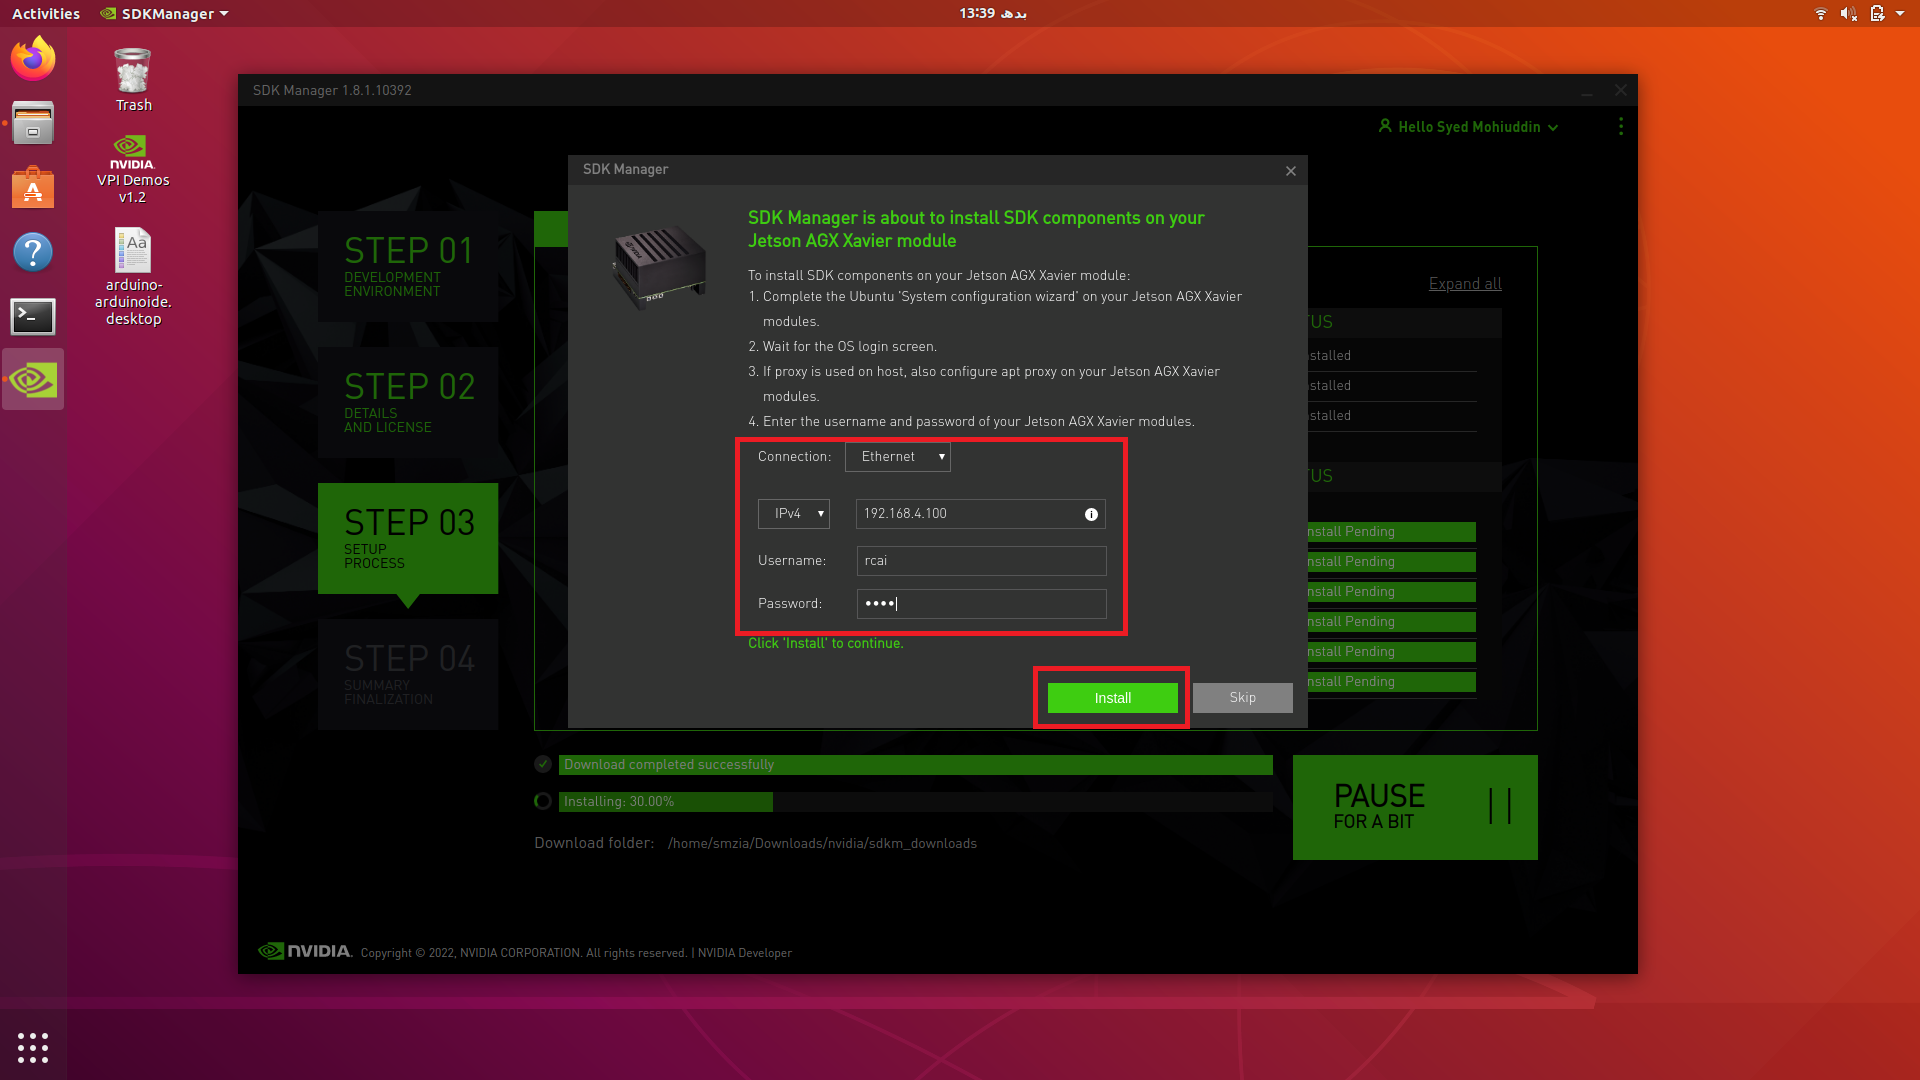 Activities
SDKManager
13:39 بدھ
Trash
NVIDIA.
VPI Demos
v1.2
Aa
arduino-
arduinoide.
desktop
SDK Manager 1.8.1.10392
Hello Syed Mohiuddin
STEP 01
DEVELOPMENT
ENVIRONMENT
STEP 02
DETAILS
AND LICENSE
STEP 03
SETUP
PROCESS
STEP 04
SUMMARY
FINALIZATION
SDK Manager
SDK Manager is about to install SDK components on your
Jetson AGX Xavier module
To install SDK components on your Jetson AGX Xavier module:
1. Complete the Ubuntu 'System configuration wizard' on your Jetson AGX Xavier
modules.
2. Wait for the OS login screen.
3. If proxy is used on host, also configure apt proxy on your Jetson AGX Xavier
modules.
4. Enter the username and password of your Jetson AGX Xavier modules.
Connection: Ethernet
IPv4 192.168.4.100
Username: rcai
Password: ••••
Click 'Install' to continue.
Install Skip
Expand all
TUS
nstalled
nstalled
nstalled
TUS
nstall Pending
nstall Pending
nstall Pending
nstall Pending
nstall Pending
nstall Pending
Download completed successfully
Installing: 30.00%
Download folder: /home/smzia/Downloads/nvidia/sdkm_downloads
PAUSE
FOR A BIT
NVIDIA. Copyright © 2022, NVIDIA CORPORATION. All rights reserved. | NVIDIA Developer